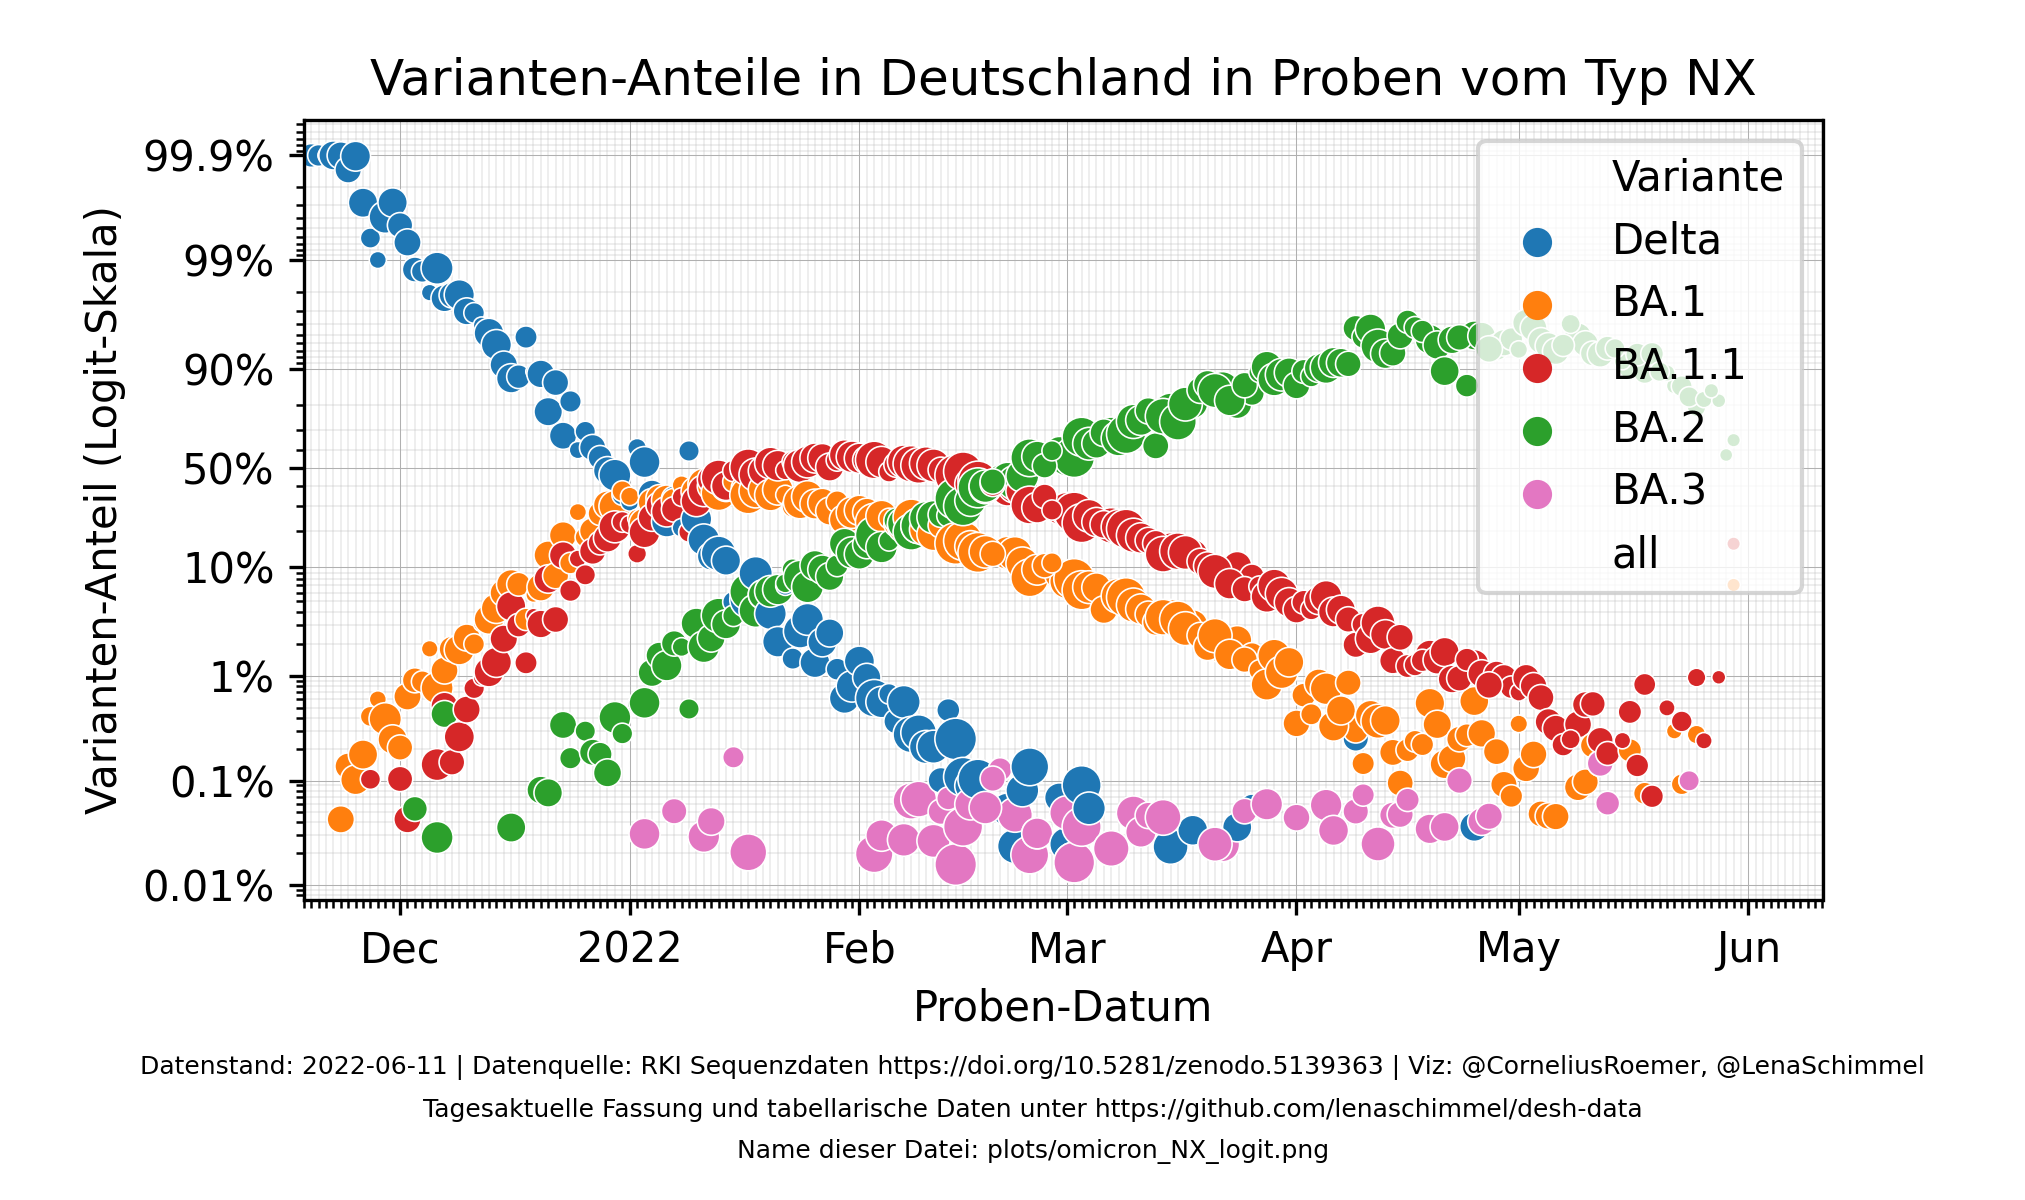 Varianten-Anteile in Deutschland in Proben vom Typ NX
Varianten-Anteil (Logit-Skala)
99.9%
99%
90%
50%
10%
1%
0.1%
0.01%
Variante
Delta
BA.1
BA.1.1
BA.2
BA.3
all
Dec
2022
Feb
Mar
Apr
May
Jun
Proben-Datum
Datenstand: 2022-06-11 | Datenquelle: RKI Sequenzdaten https://doi.org/10.5281/zenodo.5139363 | Viz: @CorneliusRoemer, @LenaSchimmel
Tagesaktuelle Fassung und tabellarische Daten unter https://github.com/lenaschimmel/desh-data
Name dieser Datei: plots/omicron_NX_logit.png